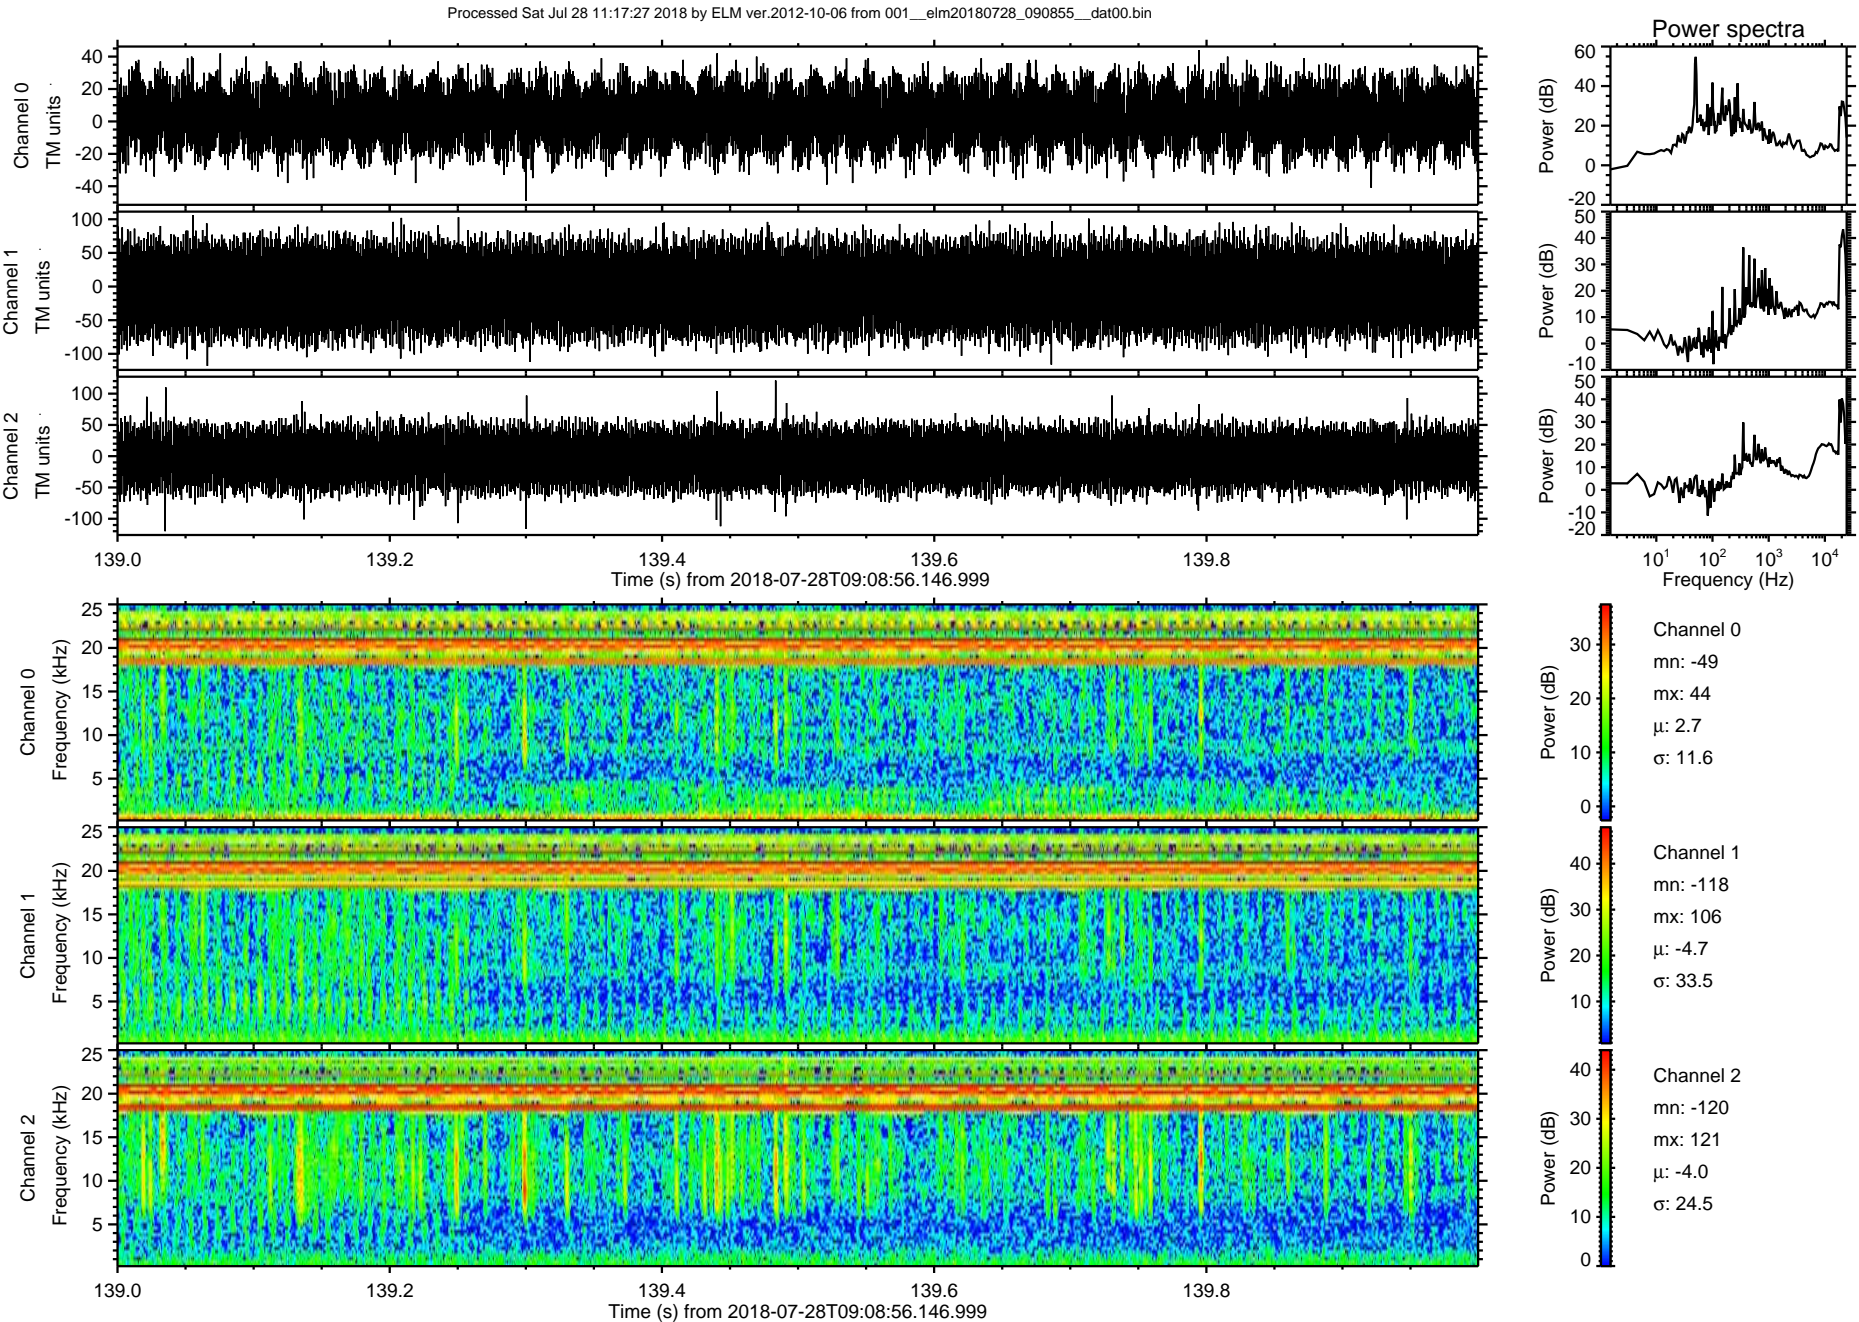 Processed Sat Jul 28 11:17:27 2018 by ELM ver.2012-10-06 from 001__elm20180728_090855__dat00.bin
Power spectra
Channel 0
TM units
40
20
0
-20
-40
Power (dB)
60
40
20
0
-20
Channel 1
TM units
100
50
0
-50
-100
Power (dB)
50
40
30
20
10
0
-10
Channel 2
TM units
100
50
0
-50
-100
Power (dB)
50
40
30
20
10
0
-10
-20
139.0 139.2 139.4 139.6 139.8
Time (s) from 2018-07-28T09:08:56.146.999
10¹ 10² 10³ 10⁴
Frequency (Hz)
Channel 0
Frequency (kHz)
25
20
15
10
5
Power (dB)
30
20
10
0
Channel 0
mn: -49
mx: 44
µ: 2.7
σ: 11.6
Channel 1
Frequency (kHz)
25
20
15
10
5
Power (dB)
40
30
20
10
Channel 1
mn: -118
mx: 106
µ: -4.7
σ: 33.5
Channel 2
Frequency (kHz)
25
20
15
10
5
Power (dB)
40
30
20
10
0
Channel 2
mn: -120
mx: 121
µ: -4.0
σ: 24.5
139.0 139.2 139.4 139.6 139.8
Time (s) from 2018-07-28T09:08:56.146.999